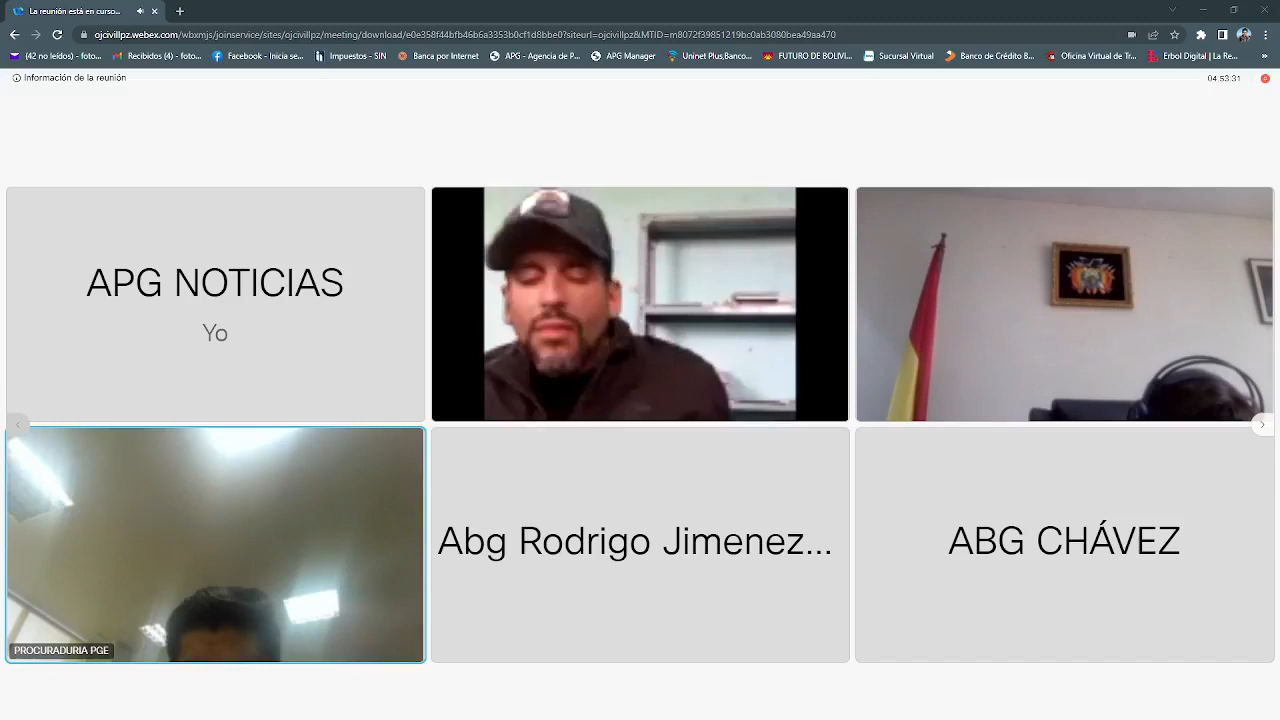 La reunión está en curso...
ojcivillpz.webex.com/wbxmjs/joinservice/sites/ojcivillpz/meeting/download/e0e358f44bfb46b6a3353b0cf1d6bbe0?siteurl=ojcivillpz&MTID=m8072f39851219bc0ab3080bea49aa470
(42 no leídos) - foto...
Recibidos (4) - foto...
Facebook - Inicia se...
Impuestos - SIN
Banca por Internet
APG - Agencia de P...
APG Manager
Uninet Plus,Banco...
FUTURO DE BOLIVI...
Sucursal Virtual
Banco de Crédito B...
Oficina Virtual de Tr...
Erbol Digital | La Re...
Información de la reunión
04:53:31
APG NOTICIAS
Yo
PROCURADURIA PGE
Abg Rodrigo Jimenez...
ABG CHÁVEZ